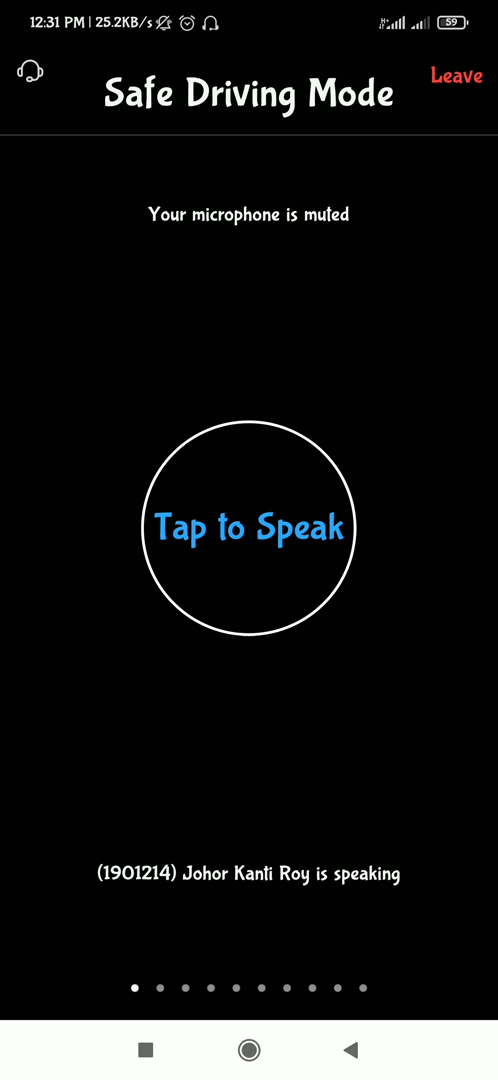 12:31 PM | 25.2KB/s H+ 59
Leave
Safe Driving Mode
Your microphone is muted
Tap to Speak
(1901214) Johor Kanti Roy is speaking